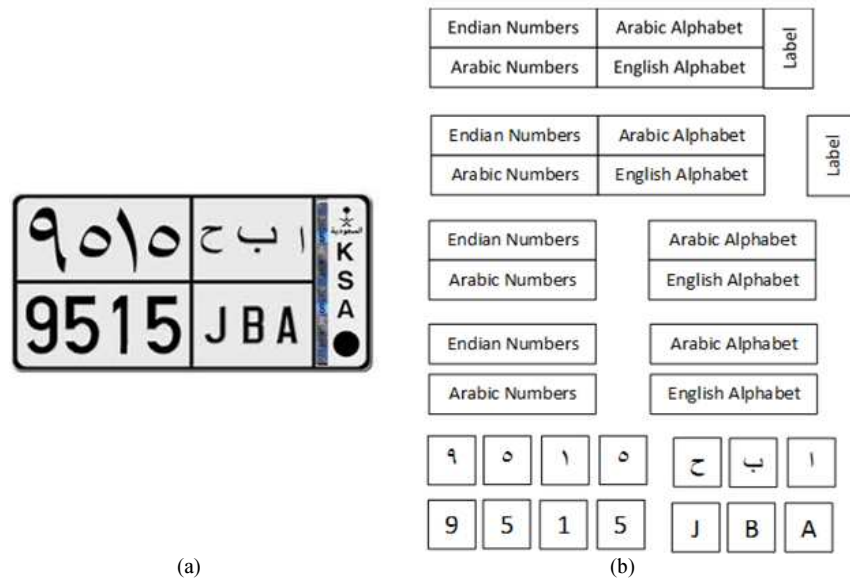 ٩٥١٥ ا ب ح
9515 JBA
السعودية
K
S
A
(a)
Endian Numbers Arabic Alphabet
Arabic Numbers English Alphabet
Label
Endian Numbers Arabic Alphabet
Arabic Numbers English Alphabet
Label
Endian Numbers Arabic Alphabet
Arabic Numbers English Alphabet
Endian Numbers Arabic Alphabet
Arabic Numbers English Alphabet
٩ ٥ ١ ٥ ح ب ا
9 5 1 5 J B A
(b)